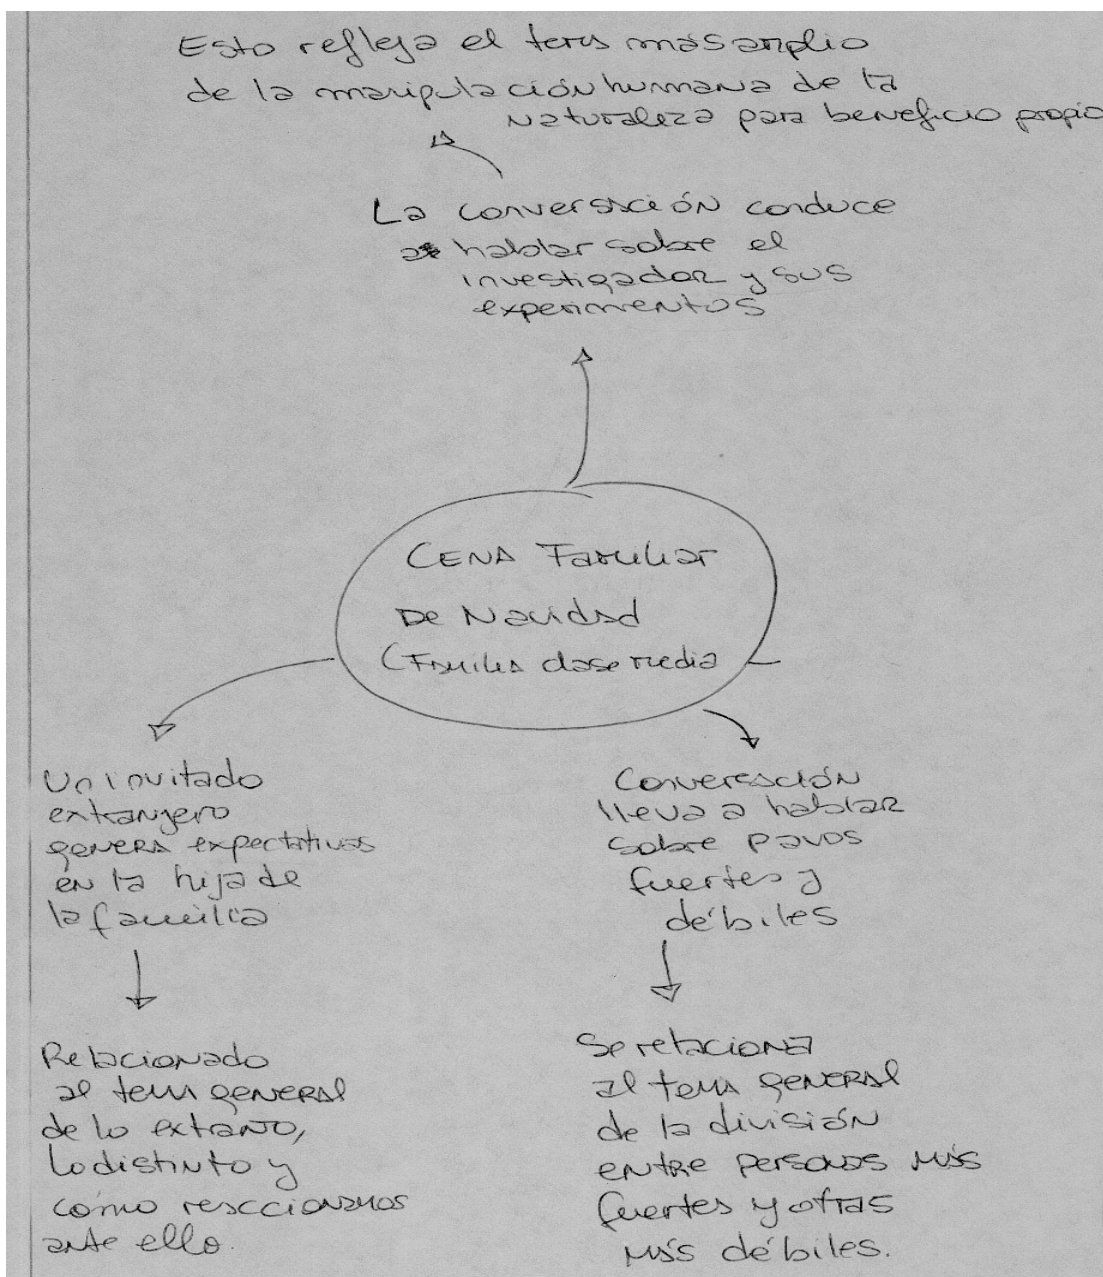 Esto refleja el tema más amplio
de la manipulación humana de la
naturaleza para beneficio propio
La conversación conduce
a hablar sobre el
investigador y sus
experimentos
CENA Familiar
De Navidad
(Familia clase media
Un invitado
extranjero
genera expectativas
en la hija de
la familia
Conversación
lleva a hablar
sobre pavos
fuertes y
débiles
Relacionado
al tema general
de lo extraño,
lo distinto y
cómo reaccionamos
ante ello.
Se relaciona
al tema general
de la división
entre personas más
fuertes y otras
más débiles.